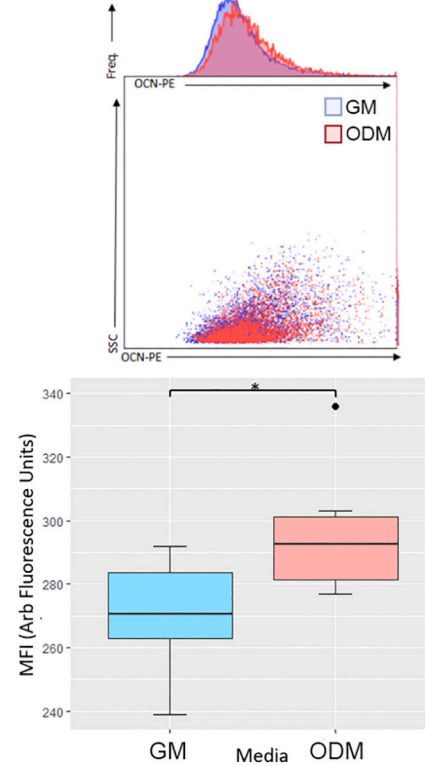 Freq.
OCN-PE
GM
ODM
SSC
OCN-PE
*
MFI (Arb Fluorescence Units)
340
320
300
280
260
240
GM Media ODM